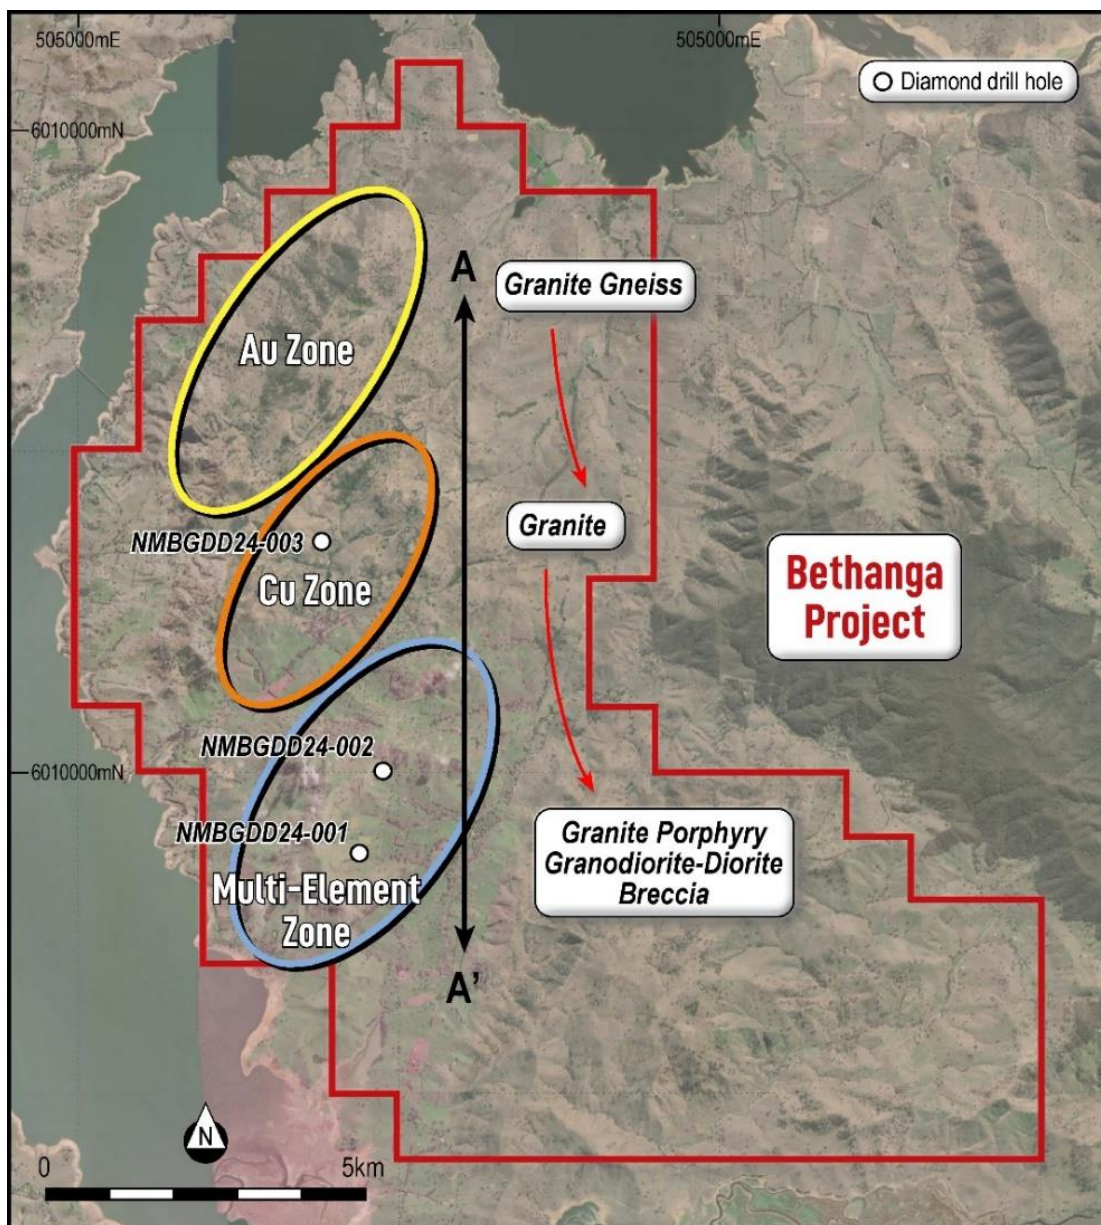 505000mE
505000mE
Diamond drill hole
6010000mN
A
Granite Gneiss
Au Zone
Granite
NMBGDD24-003
Cu Zone
Bethanga
Project
NMBGDD24-002
6010000mN
NMBGDD24-001
Granite Porphyry
Granodiorite-Diorite
Breccia
Multi-Element
Zone
A’
N
0
5km